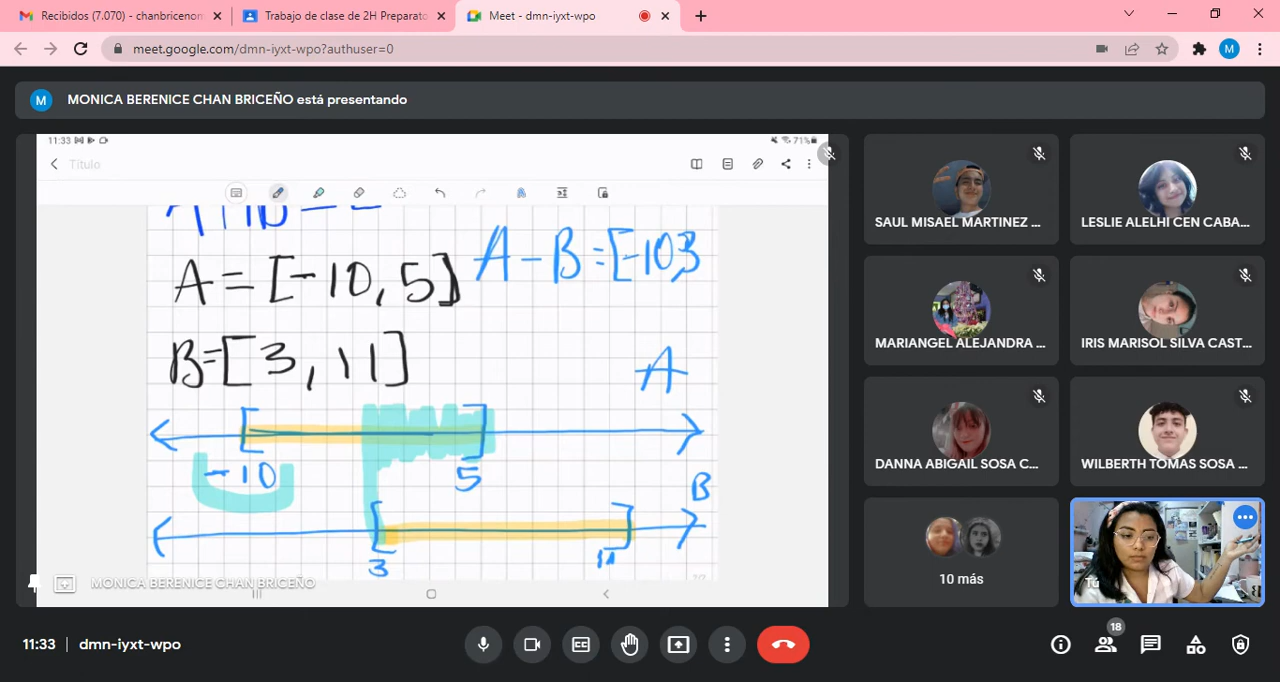 Recibidos (7.070) - chanbricenom
Trabajo de clase de 2H Preparato
Meet - dmn-iyxt-wpo
meet.google.com/dmn-iyxt-wpo?authuser=0
M
M
MONICA BERENICE CHAN BRICEÑO está presentando
11:33
71%
Título
A - B = [-10,3
A = [-10,5]
B = [3,11]
A
-10
5
B
3
11
MONICA BERENICE CHAN BRICEÑO
SAUL MISAEL MARTINEZ ...
LESLIE ALELHI CEN CABA...
MARIANGEL ALEJANDRA ...
IRIS MARISOL SILVA CAST...
DANNA ABIGAIL SOSA C...
WILBERTH TOMAS SOSA ...
10 más
Tú
11:33 | dmn-iyxt-wpo
18